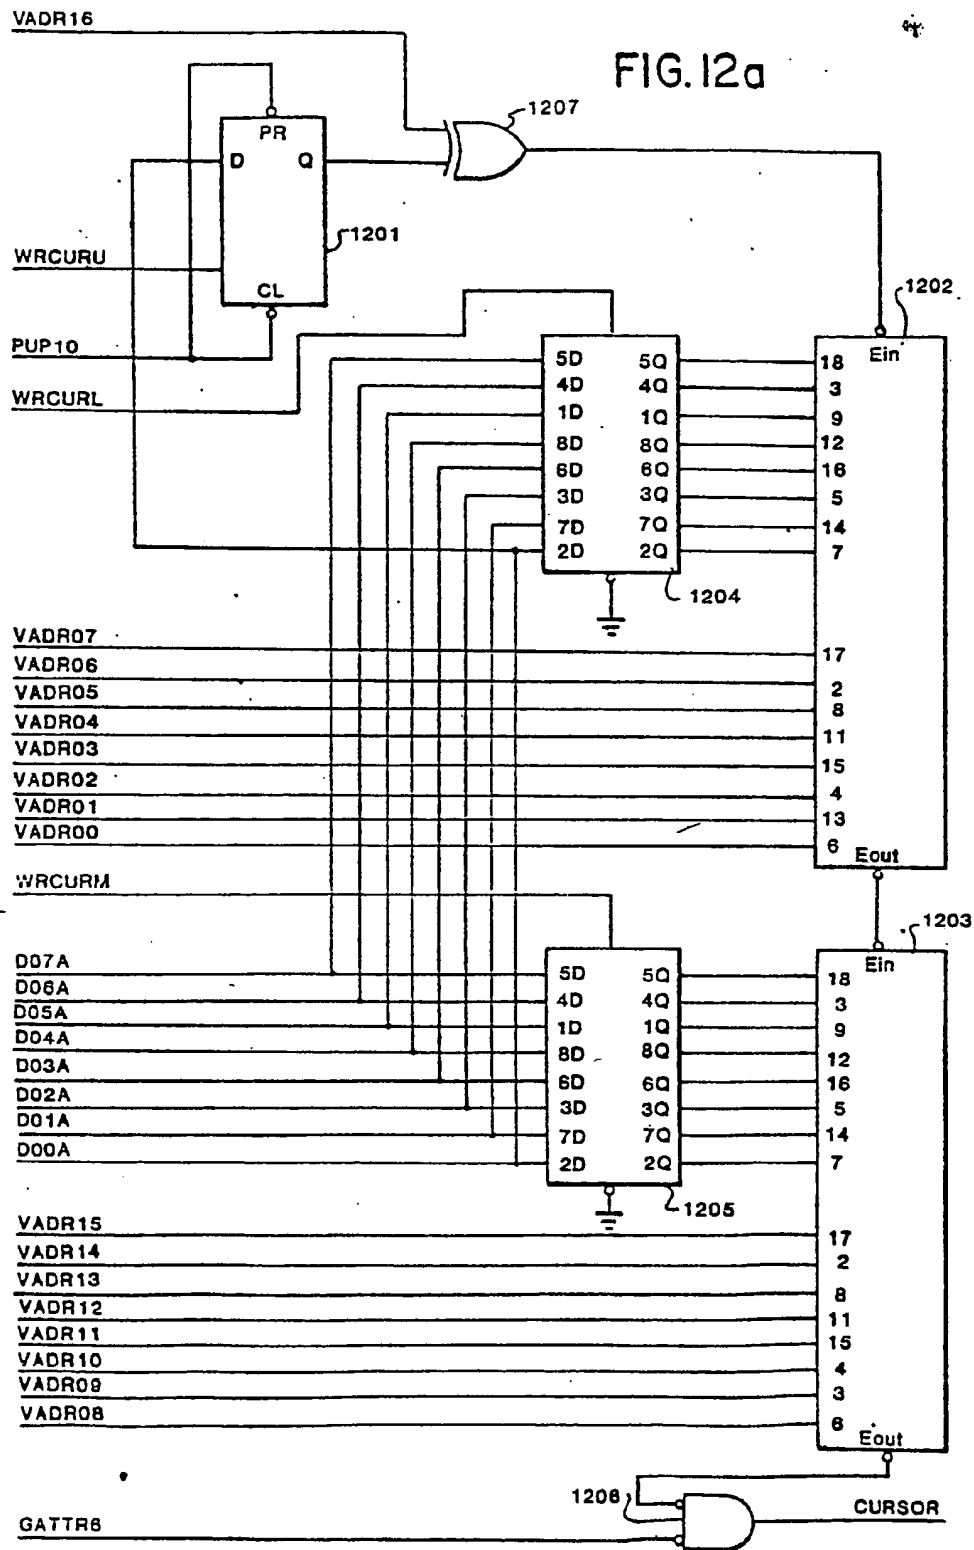 VADR16
FIG. 12a
1207
PR
D Q
1201
WRCURU
CL
1202
PUP10
Ein
WRCURL
5D 5Q 18
4D 4Q 3
1D 1Q 9
8D 8Q 12
6D 6Q 16
3D 3Q 5
7D 7Q 14
2D 2Q 7
1204
VADR07 17
VADR06 2
VADR05 8
VADR04 11
VADR03 15
VADR02 4
VADR01 13
VADR00 6
Eout
WRCURM
1203
Ein
D07A 5D 5Q 18
D06A 4D 4Q 3
D05A 1D 1Q 9
D04A 8D 8Q 12
D03A 6D 6Q 16
D02A 3D 3Q 5
D01A 7D 7Q 14
D00A 2D 2Q 7
1205
VADR15 17
VADR14 2
VADR13 8
VADR12 11
VADR11 15
VADR10 4
VADR09 3
VADR08 6
Eout
1206
CURSOR
GATTR6